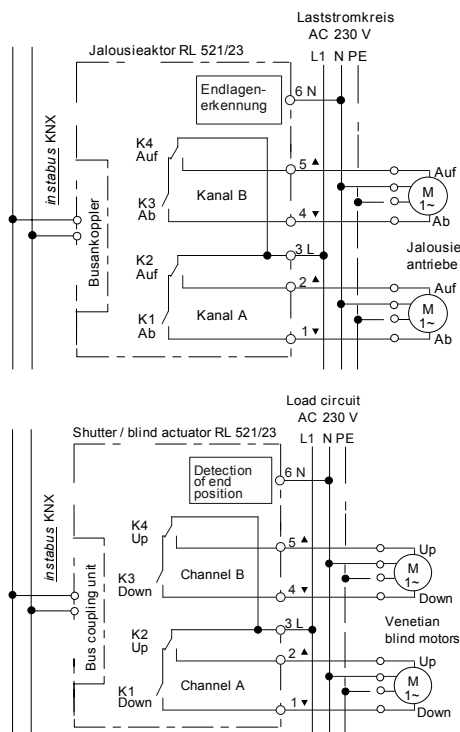 Laststromkreis
AC 230 V
Jalousieaktor RL 521/23
L1 N PE
Endlagen-
erkennung
6 N
instabus KNX
Busankoppler
K4
Auf
5 ▲
Auf
K3
Ab
Kanal B
M
1~
4 ▼
Ab
3 L
K2
Auf
Jalousie
antriebe
2 ▲
Auf
K1
Ab
Kanal A
M
1~
1 ▼
Ab
Load circuit
AC 230 V
Shutter / blind actuator RL 521/23
L1 N PE
Detection
of end
position
6 N
instabus KNX
Bus coupling unit
K4
Up
5 ▲
Up
K3
Down
Channel B
M
1~
4 ▼
Down
3 L
K2
Up
Venetian
blind motors
2 ▲
Up
K1
Down
Channel A
M
1~
1 ▼
Down